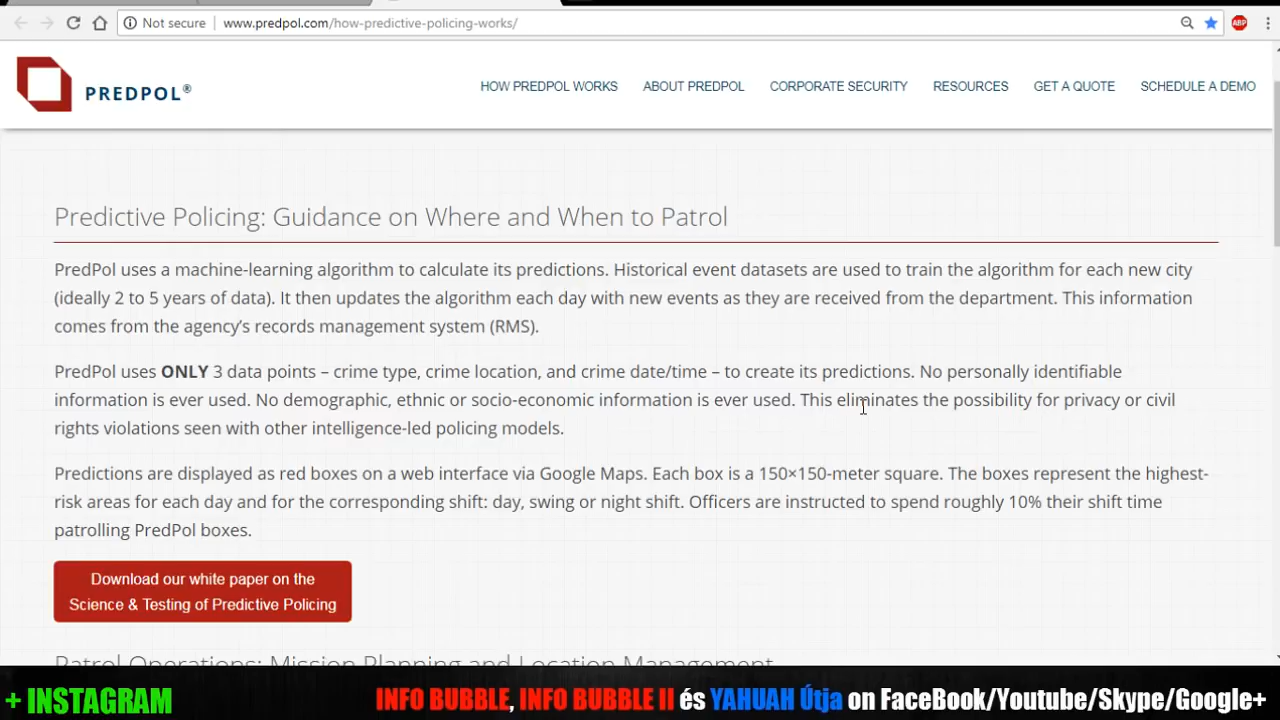 Not secure | www.predpol.com/how-predictive-policing-works/
ABP
PREDPOL®
HOW PREDPOL WORKS ABOUT PREDPOL CORPORATE SECURITY RESOURCES GET A QUOTE SCHEDULE A DEMO
Predictive Policing: Guidance on Where and When to Patrol
PredPol uses a machine-learning algorithm to calculate its predictions. Historical event datasets are used to train the algorithm for each new city
(ideally 2 to 5 years of data). It then updates the algorithm each day with new events as they are received from the department. This information
comes from the agency’s records management system (RMS).
PredPol uses ONLY 3 data points – crime type, crime location, and crime date/time – to create its predictions. No personally identifiable
information is ever used. No demographic, ethnic or socio-economic information is ever used. This eliminates the possibility for privacy or civil
rights violations seen with other intelligence-led policing models.
Predictions are displayed as red boxes on a web interface via Google Maps. Each box is a 150×150-meter square. The boxes represent the highest-
risk areas for each day and for the corresponding shift: day, swing or night shift. Officers are instructed to spend roughly 10% their shift time
patrolling PredPol boxes.
Download our white paper on the
Science & Testing of Predictive Policing
Patrol Operations: Mission Planning and Location Management
+ INSTAGRAM
INFO BUBBLE, INFO BUBBLE II és YAHUAH Útja on FaceBook/Youtube/Skype/Google+